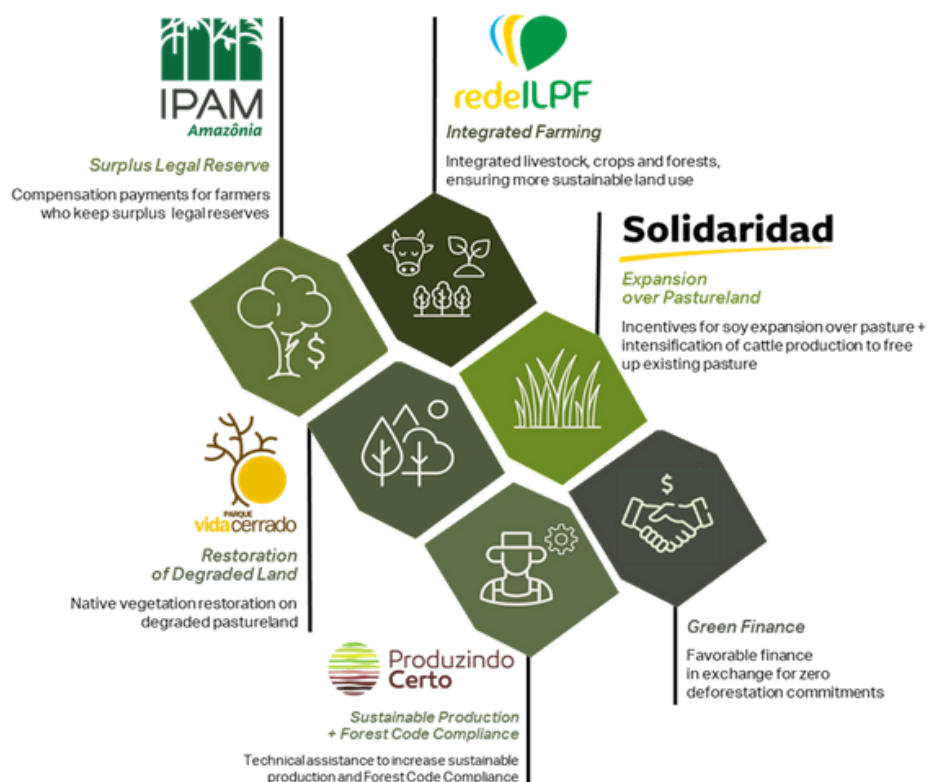 IPAM
Amazônia
Surplus Legal Reserve
Compensation payments for farmers
who keep surplus legal reserves
redeILPF
Integrated Farming
Integrated livestock, crops and forests,
ensuring more sustainable land use
Solidaridad
Expansion
over Pastureland
Incentives for soy expansion over pasture +
intensification of cattle production to free
up existing pasture
$
$
PARQUE
vidacerrado
Restoration
of Degraded Land
Native vegetation restoration on
degraded pastureland
Produzindo
Certo
Sustainable Production
+ Forest Code Compliance
Technical assistance to increase sustainable
production and Forest Code Compliance
Green Finance
Favorable finance
in exchange for zero
deforestation commitments